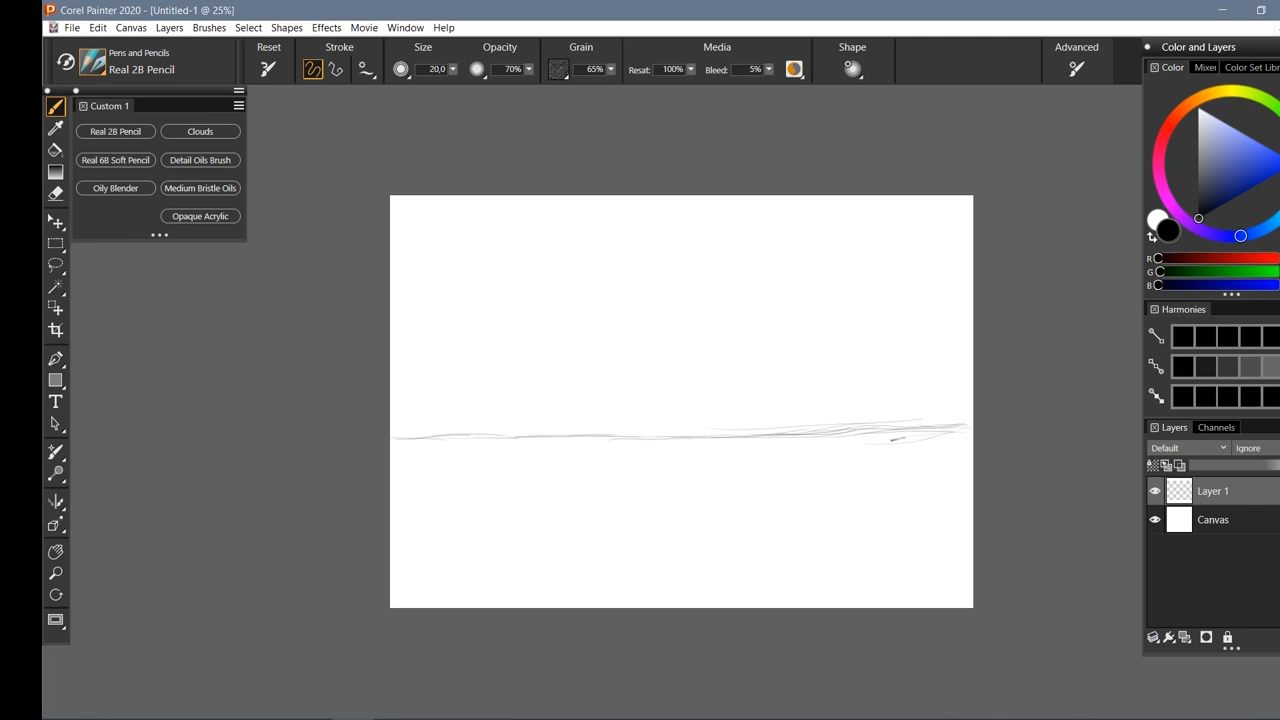 Corel Painter 2020 - [Untitled-1 @ 25%]
File Edit Canvas Layers Brushes Select Shapes Effects Movie Window Help
Pens and Pencils
Real 2B Pencil
Reset Stroke Size Opacity Grain Media Shape Advanced
20,0 70% 65% Resat: 100% Bleed: 5%
Color and Layers
Color Mixer Color Set Libr
Custom 1
Real 2B Pencil Clouds
Real 6B Soft Pencil Detail Oils Brush
Oily Blender Medium Bristle Oils
Opaque Acrylic
R
G
B
Harmonies
Layers Channels
Default Ignore
Layer 1
Canvas
T